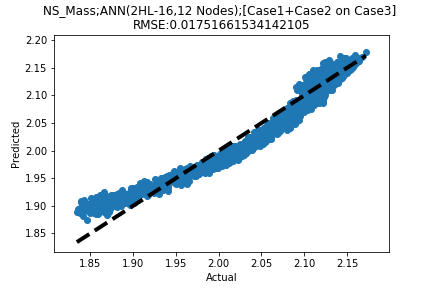 NS_Mass;ANN(2HL-16,12 Nodes);[Case1+Case2 on Case3]
RMSE:0.01751661534142105
2.20
2.15
2.10
2.05
2.00
1.95
1.90
1.85
Predicted
1.85 1.90 1.95 2.00 2.05 2.10 2.15
Actual